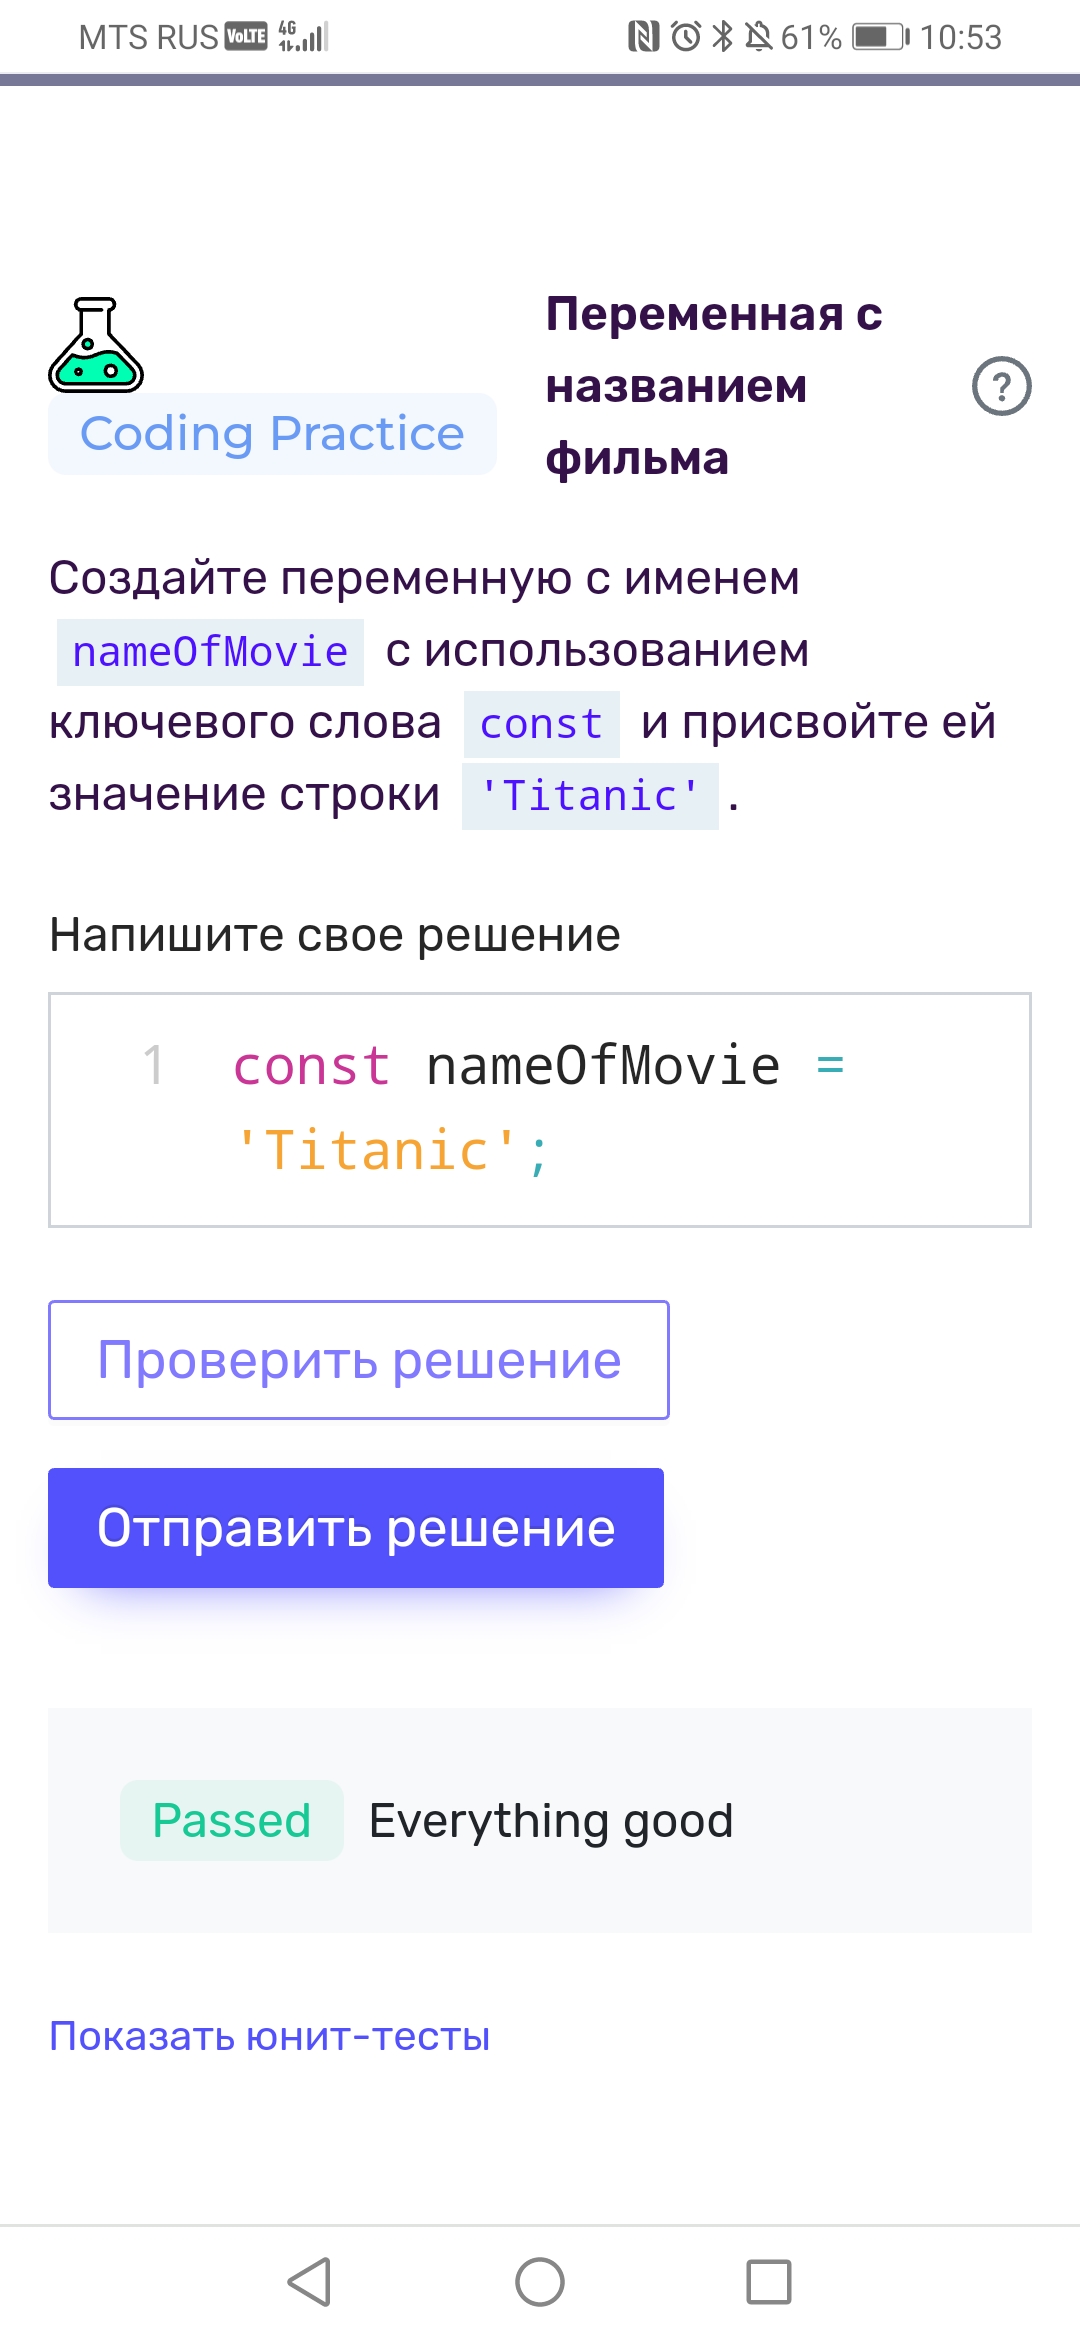 MTS RUS VoLTE 4G 61% 10:53
Coding Practice
Переменная с
названием
фильма
?
Создайте переменную с именем
nameOfMovie с использованием
ключевого слова const и присвойте ей
значение строки 'Titanic'.
Напишите свое решение
1 const nameOfMovie =
'Titanic';
Проверить решение
Отправить решение
Passed Everything good
Показать юнит-тесты